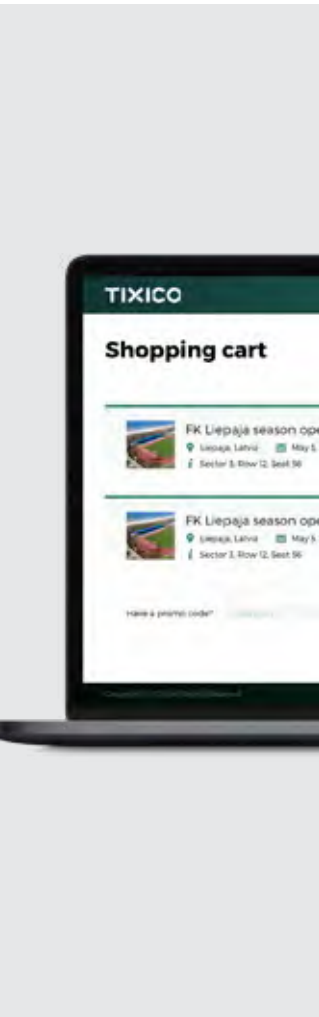 TIXICO
Shopping cart
FK Liepaja season ope
Liepaja, Latvia May 5
Sector 3, Row 12, Seat 56
FK Liepaja season ope
Liepaja, Latvia May 5
Sector 3, Row 12, Seat 56
Have a promo code?